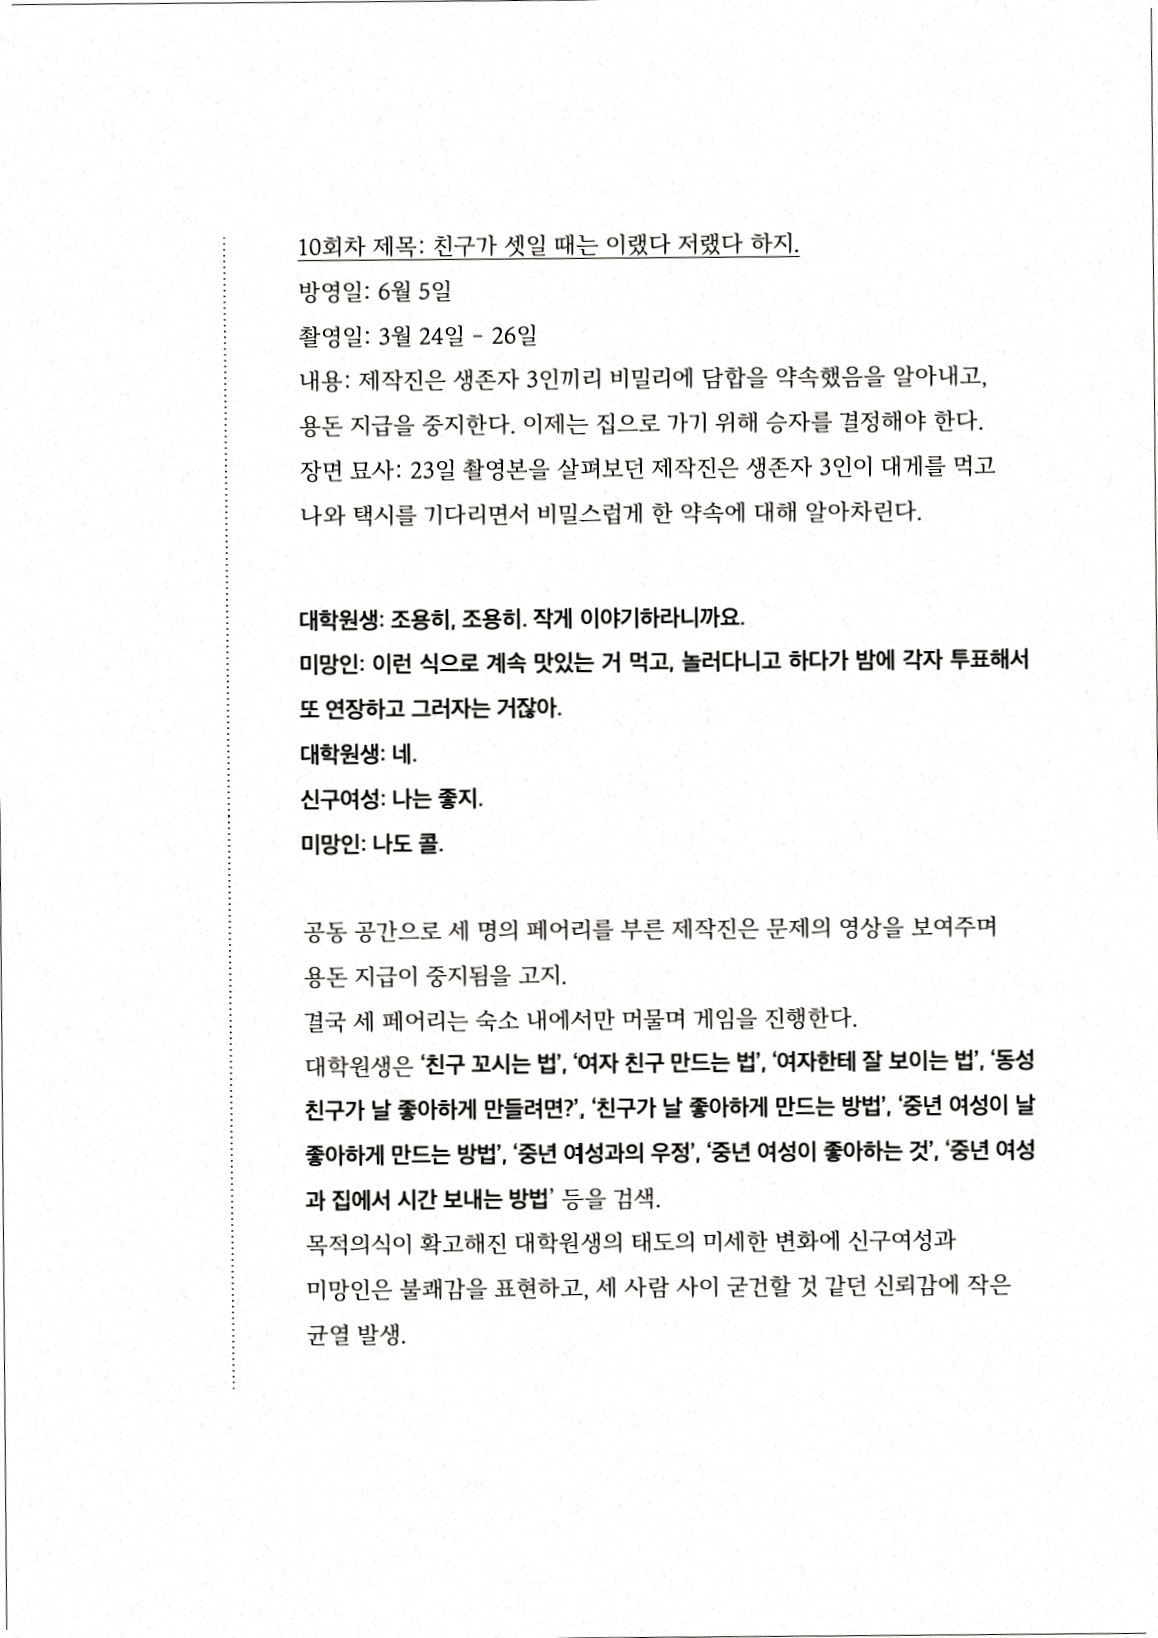 10회차 제목: 친구가 셋일 때는 이랬다 저랬다 하지.
방영일: 6월 5일
촬영일: 3월 24일 - 26일
내용: 제작진은 생존자 3인끼리 비밀리에 담합을 약속했음을 알아내고,
용돈 지급을 중지한다. 이제는 집으로 가기 위해 승자를 결정해야 한다.
장면 묘사: 23일 촬영본을 살펴보던 제작진은 생존자 3인이 대게를 먹고
나와 택시를 기다리면서 비밀스럽게 한 약속에 대해 알아차린다.
대학원생: 조용히, 조용히. 작게 이야기하라니까요.
미망인: 이런 식으로 계속 맛있는 거 먹고, 놀러다니고 하다가 밤에 각자 투표해서
또 연장하고 그러자는 거잖아.
대학원생: 네.
신구여성: 나는 좋지.
미망인: 나도 콜.
공동 공간으로 세 명의 페어리를 부른 제작진은 문제의 영상을 보여주며
용돈 지급이 중지됨을 고지.
결국 세 페어리는 숙소 내에서만 머물며 게임을 진행한다.
대학원생은 ‘친구 꼬시는 법’, ‘여자 친구 만드는 법’, ‘여자한테 잘 보이는 법’, ‘동성
친구가 날 좋아하게 만들려면?’, ‘친구가 날 좋아하게 만드는 방법’, ‘중년 여성이 날
좋아하게 만드는 방법’, ‘중년 여성과의 우정’, ‘중년 여성이 좋아하는 것’, ‘중년 여성
과 집에서 시간 보내는 방법’ 등을 검색.
목적의식이 확고해진 대학원생의 태도의 미세한 변화에 신구여성과
미망인은 불쾌감을 표현하고, 세 사람 사이 굳건할 것 같던 신뢰감에 작은
균열 발생.